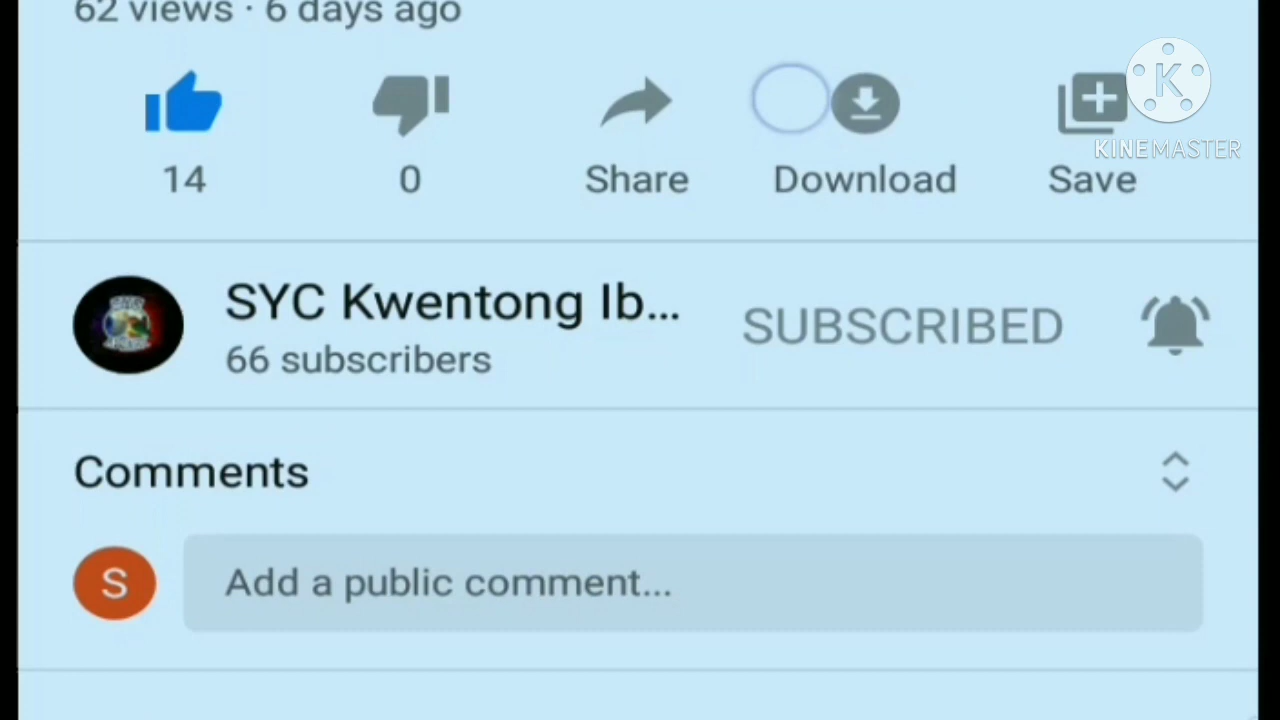 62 views · 6 days ago
14
0
Share
Download
Save
KINEMASTER
SYC Kwentong Ib...
66 subscribers
SUBSCRIBED
Comments
S
Add a public comment...